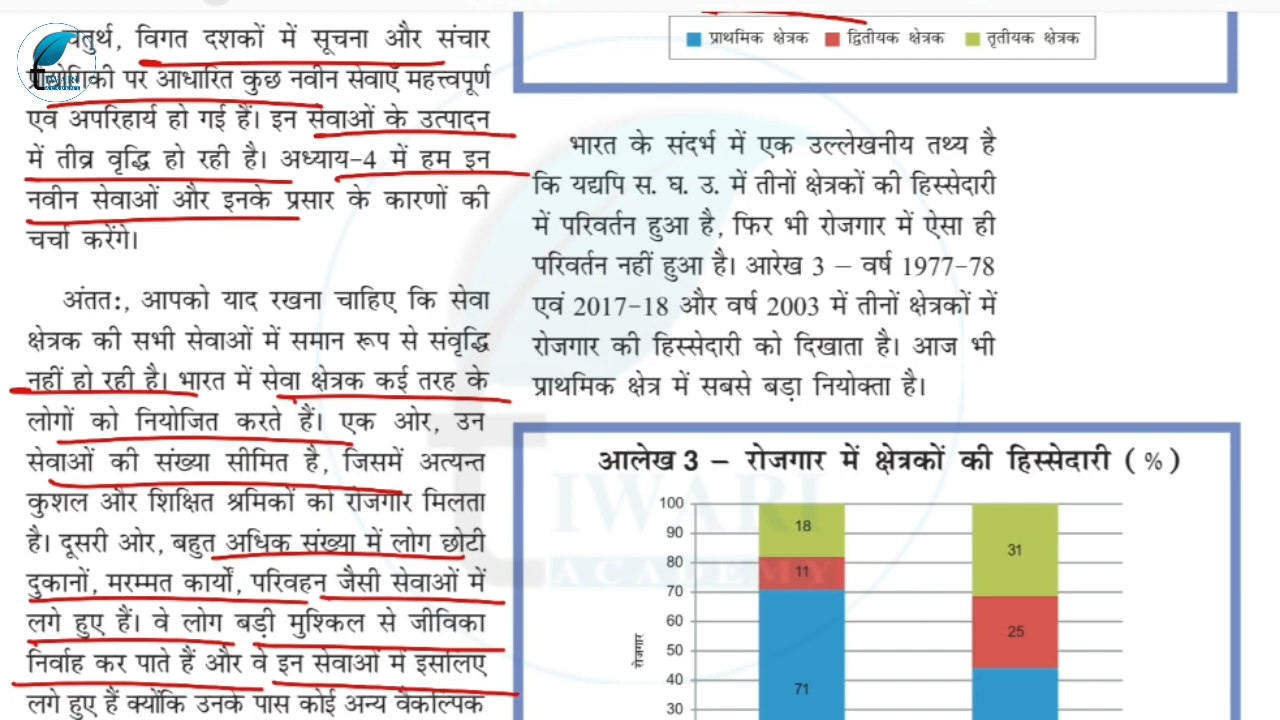 चतुर्थ, विगत दशकों में सूचना और संचार
प्रौद्योगिकी पर आधारित कुछ नवीन सेवाएँ महत्त्वपूर्ण
एवं अपरिहार्य हो गई हैं। इन सेवाओं के उत्पादन
में तीव्र वृद्धि हो रही है। अध्याय-4 में हम इन
नवीन सेवाओं और इनके प्रसार के कारणों की
चर्चा करेंगे।
अंतत:, आपको याद रखना चाहिए कि सेवा
क्षेत्रक की सभी सेवाओं में समान रूप से संवृद्धि
नहीं हो रही है। भारत में सेवा क्षेत्रक कई तरह के
लोगों को नियोजित करते हैं। एक ओर, उन
सेवाओं की संख्या सीमित है, जिसमें अत्यन्त
कुशल और शिक्षित श्रमिकों को रोजगार मिलता
है। दूसरी ओर, बहुत अधिक संख्या में लोग छोटी
दुकानों, मरम्मत कार्यों, परिवहन जैसी सेवाओं में
लगे हुए हैं। वे लोग बड़ी मुश्किल से जीविका
निर्वाह कर पाते हैं और वे इन सेवाओं में इसलिए
लगे हुए हैं क्योंकि उनके पास कोई अन्य वैकल्पिक
प्राथमिक क्षेत्रक द्वितीयक क्षेत्रक तृतीयक क्षेत्रक
भारत के संदर्भ में एक उल्लेखनीय तथ्य है
कि यद्यपि स. घ. उ. में तीनों क्षेत्रकों की हिस्सेदारी
में परिवर्तन हुआ है, फिर भी रोजगार में ऐसा ही
परिवर्तन नहीं हुआ है। आरेख 3 – वर्ष 1977-78
एवं 2017-18 और वर्ष 2003 में तीनों क्षेत्रकों में
रोजगार की हिस्सेदारी को दिखाता है। आज भी
प्राथमिक क्षेत्र में सबसे बड़ा नियोक्ता है।
आलेख 3 – रोजगार में क्षेत्रकों की हिस्सेदारी ( % )
100
90
80
70
60
50
40
30
रोजगार
18
11
71
31
25
TIWARI
ACADEMY